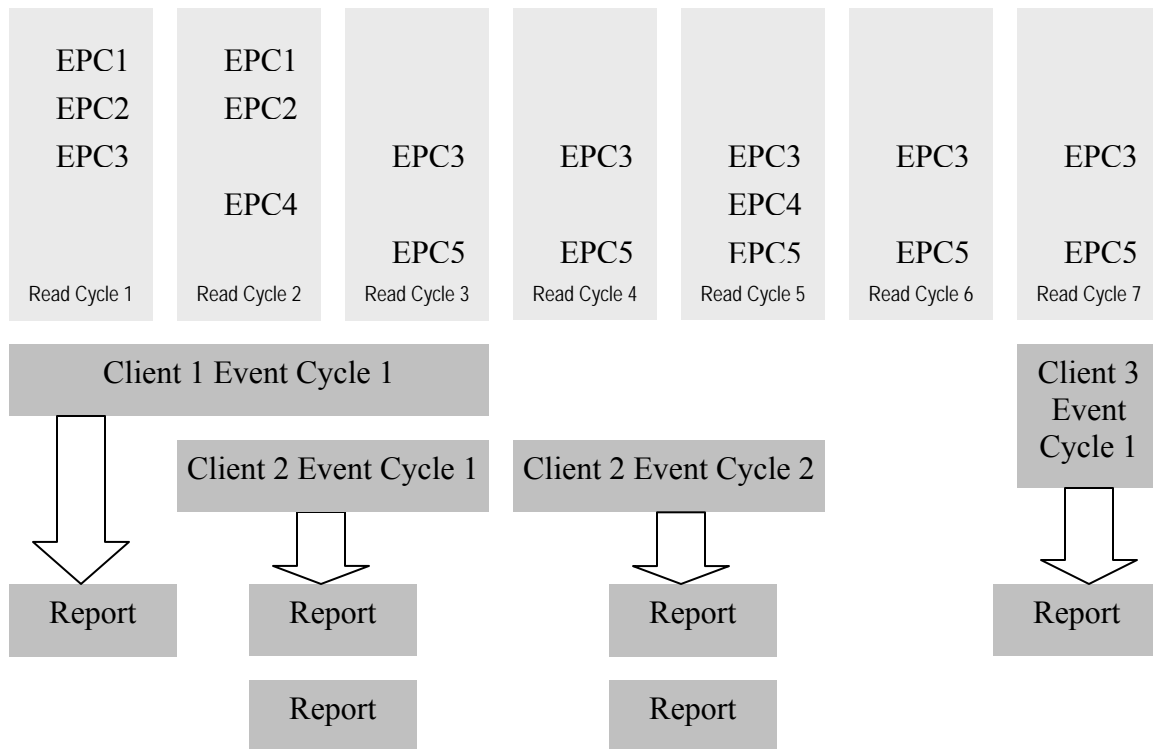 EPC1 EPC1
EPC2 EPC2
EPC3 EPC3 EPC3 EPC3 EPC3 EPC3
EPC4 EPC4
EPC5 EPC5 EPC5 EPC5 EPC5
Read Cycle 1 Read Cycle 2 Read Cycle 3 Read Cycle 4 Read Cycle 5 Read Cycle 6 Read Cycle 7
Client 1 Event Cycle 1
Client 3
Event
Cycle 1
Client 2 Event Cycle 1 Client 2 Event Cycle 2
Report Report Report Report
Report Report